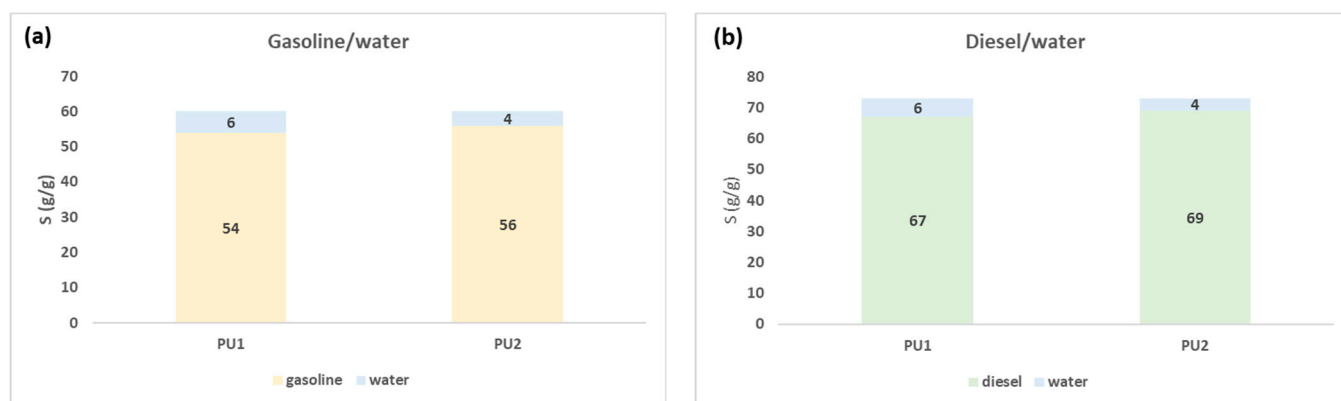 (a)
Gasoline/water
70
60
50
40
30
20
10
0
S (g/g)
6
54
4
56
PU1
PU2
gasoline
water
(b)
Diesel/water
80
70
60
50
40
30
20
10
0
S (g/g)
6
67
4
69
PU1
PU2
diesel
water